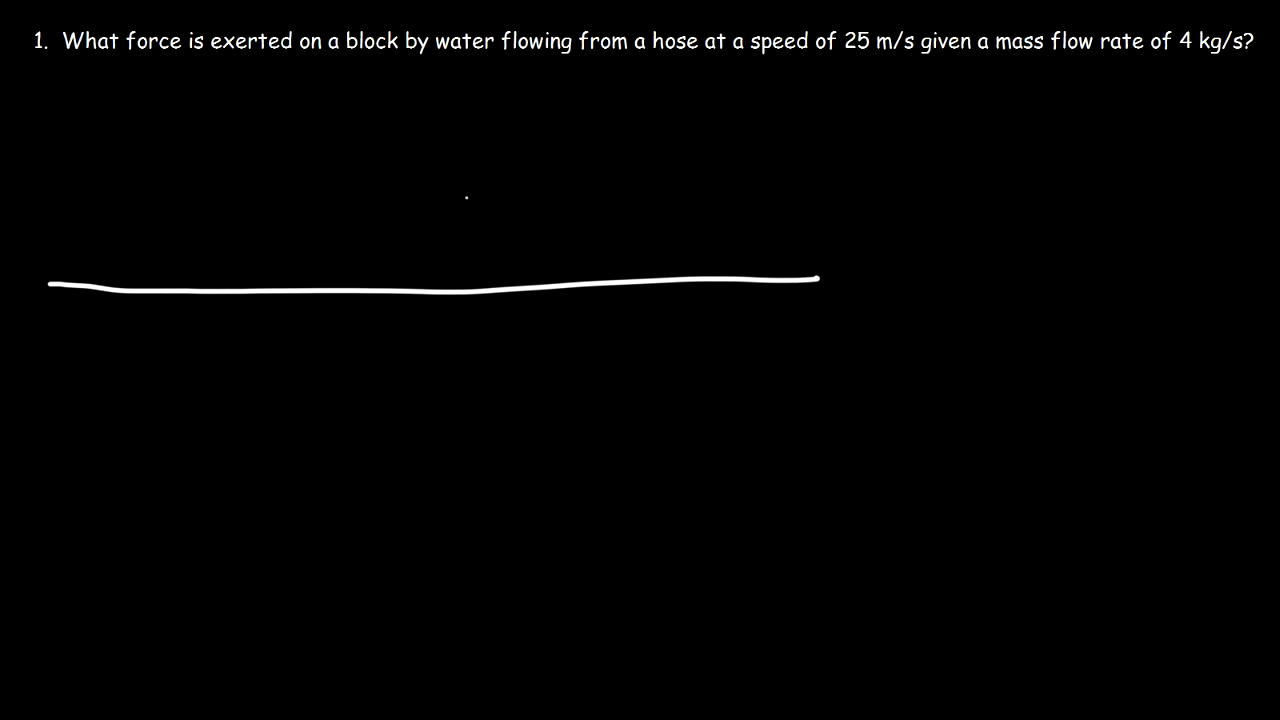 1. What force is exerted on a block by water flowing from a hose at a speed of 25 m/s given a mass flow rate of 4 kg/s?